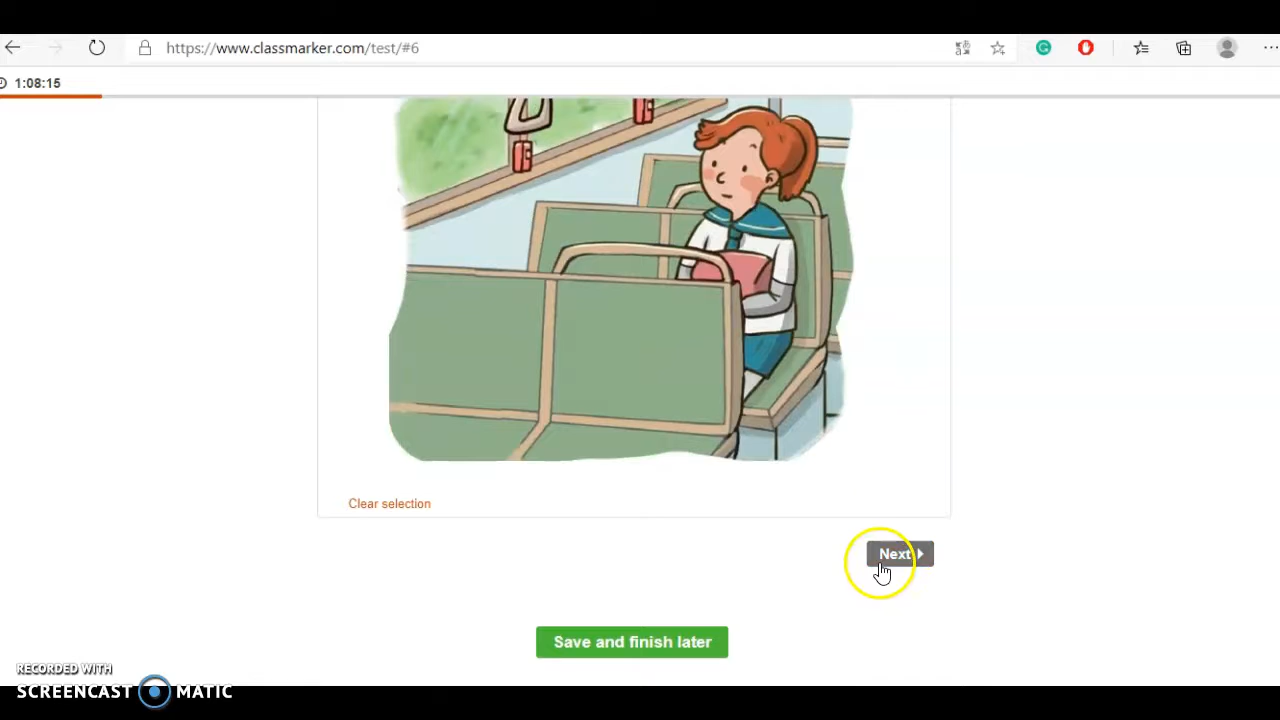 https://www.classmarker.com/test/#6
1:08:15
Clear selection
Next
Save and finish later
RECORDED WITH
SCREENCAST MATIC